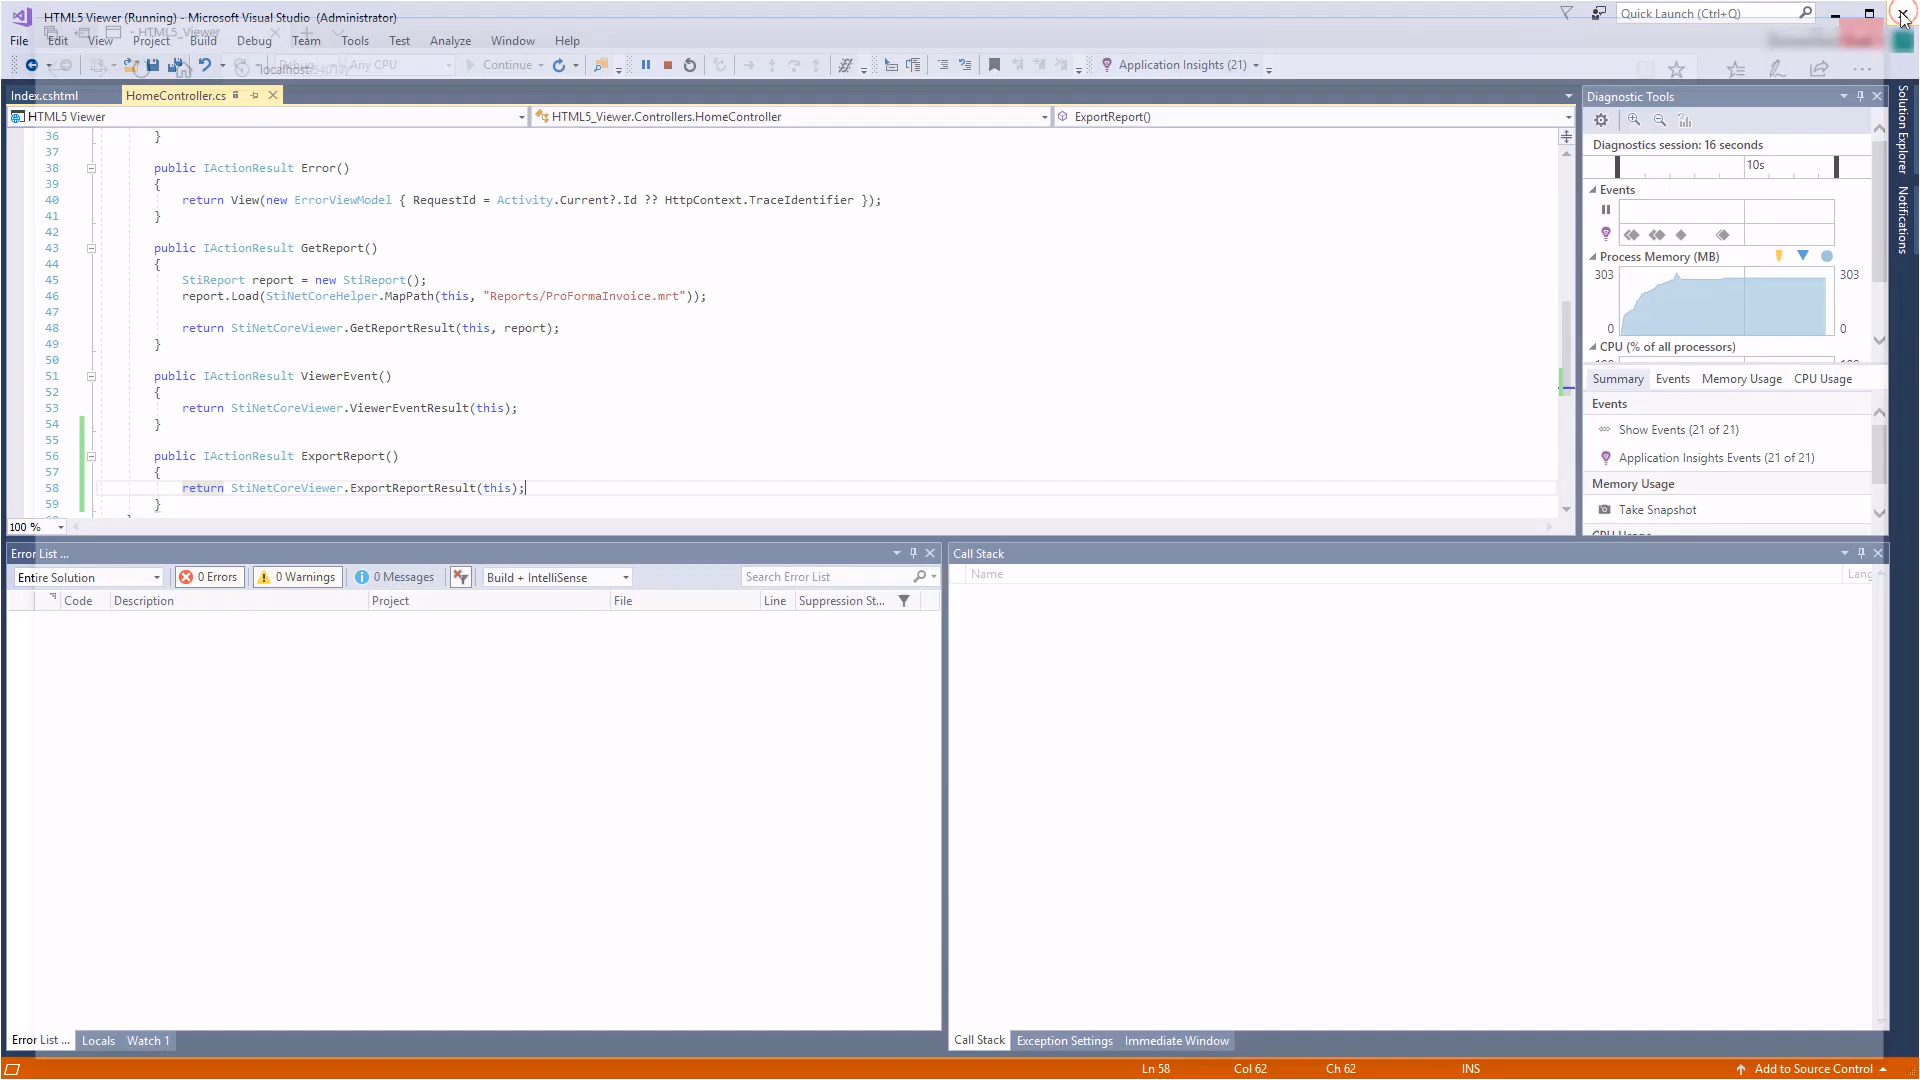 HTML5 Viewer (Running) - Microsoft Visual Studio (Administrator)
Quick Launch (Ctrl+Q)
- HTML5_Viewer
File Edit View Project Build Debug Team Tools Test Analyze Window Help
Any CPU Continue Application Insights (21)
Index.cshtml HomeController.cs
HTML5 Viewer HTML5_Viewer.Controllers.HomeController ExportReport()
36 }
37
38 public IActionResult Error()
39 {
40 return View(new ErrorViewModel { RequestId = Activity.Current?.Id ?? HttpContext.TraceIdentifier });
41 }
42
43 public IActionResult GetReport()
44 {
45 StiReport report = new StiReport();
46 report.Load(StiNetCoreHelper.MapPath(this, "Reports/ProFormaInvoice.mrt"));
47
48 return StiNetCoreViewer.GetReportResult(this, report);
49 }
50
51 public IActionResult ViewerEvent()
52 {
53 return StiNetCoreViewer.ViewerEventResult(this);
54 }
55
56 public IActionResult ExportReport()
57 {
58 return StiNetCoreViewer.ExportReportResult(this);
59 }
100 %
Diagnostic Tools
Diagnostics session: 16 seconds
10s
Events
Process Memory (MB)
303 303
0 0
CPU (% of all processors)
Summary Events Memory Usage CPU Usage
Events
Show Events (21 of 21)
Application Insights Events (21 of 21)
Memory Usage
Take Snapshot
CPU Usage
Solution Explorer
Notifications
Error List ...
Entire Solution 0 Errors 0 Warnings 0 Messages Build + IntelliSense Search Error List
Code Description Project File Line Suppression St...
Call Stack
Name Lang
Error List ... Locals Watch 1
Call Stack Exception Settings Immediate Window
Ln 58 Col 62 Ch 62 INS Add to Source Control